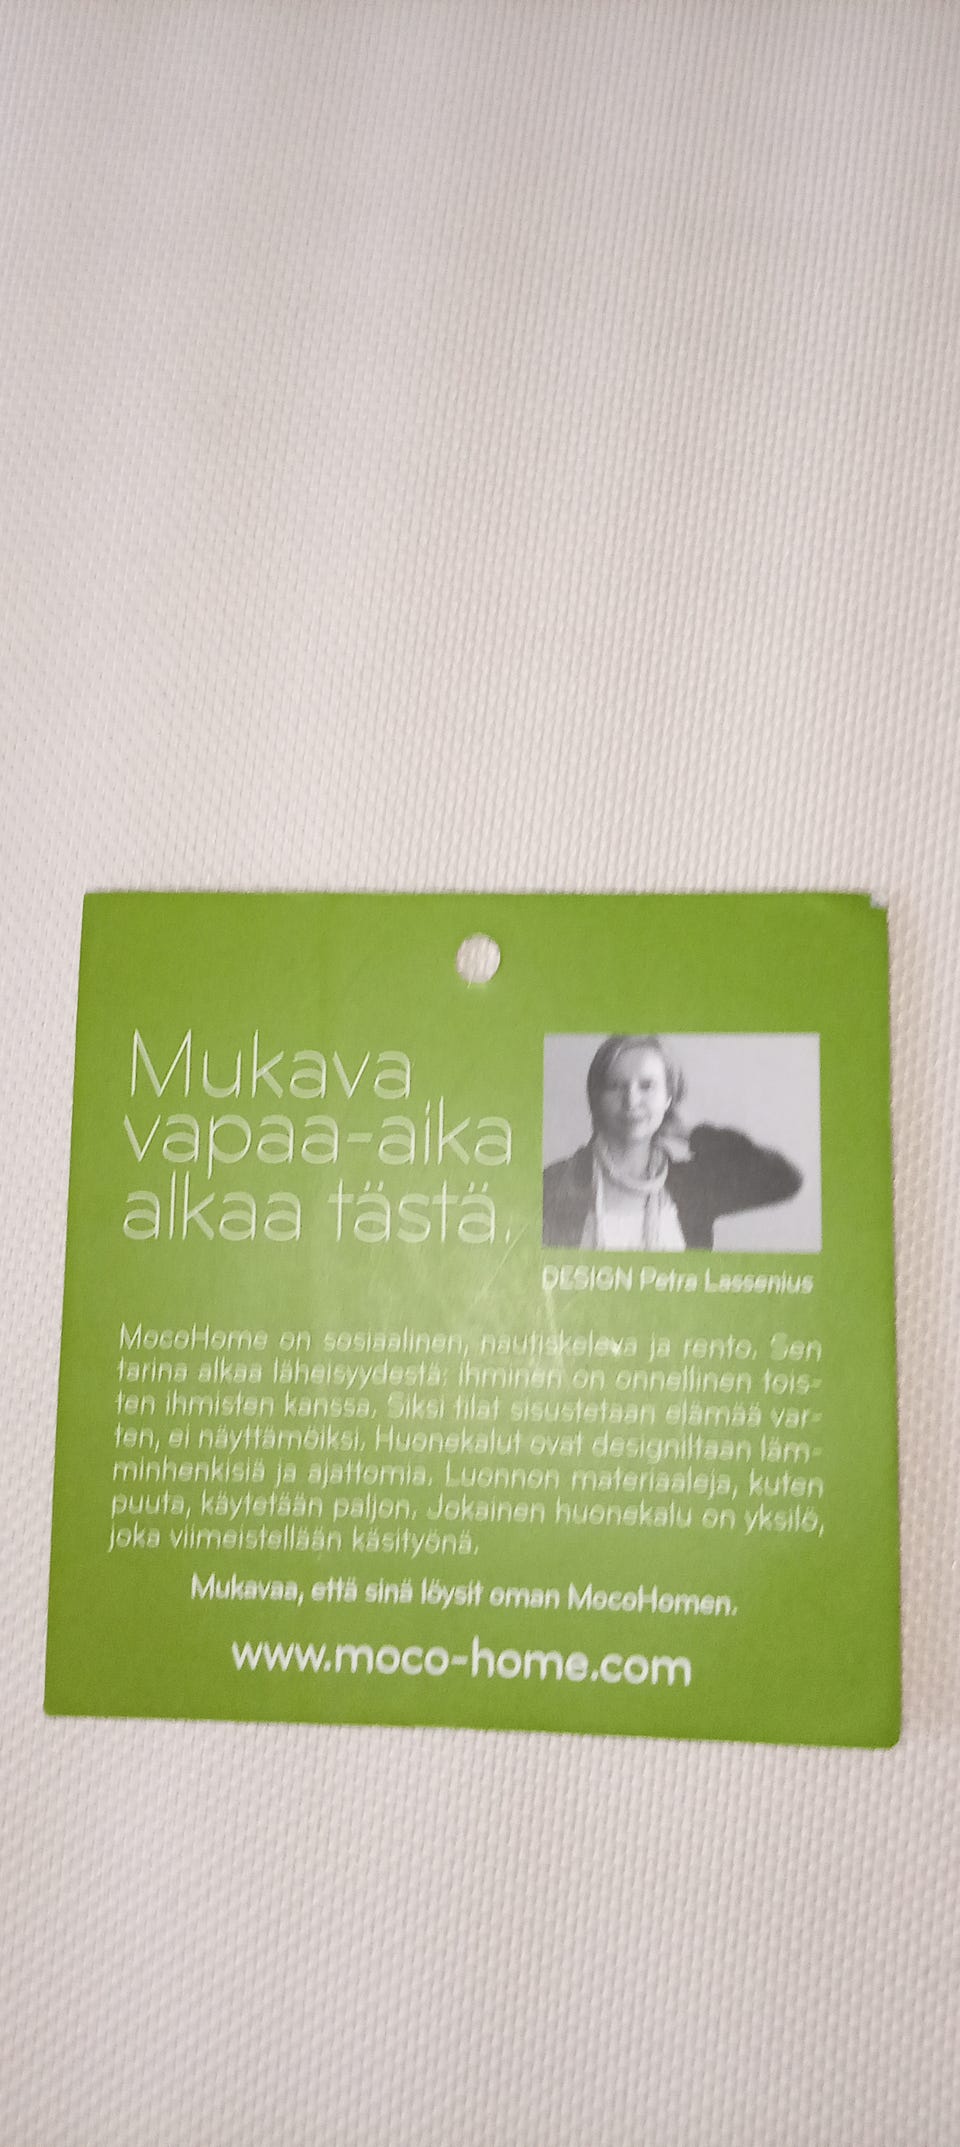 Mukava
vapaa-aika
alkaa tästä.
DESIGN Petra Lassenius
MocoHome on sosiaalinen, nautiskeleva ja rento. Sen
tarina alkaa läheisyydestä: ihminen on onnellinen tois-
ten ihmisten kanssa. Siksi tilat sisustetaan elämää var-
ten, ei näyttämöiksi. Huonekalut ovat designiltaan läm-
minhenkisiä ja ajattomia. Luonnon materiaaleja, kuten
puuta, käytetään paljon. Jokainen huonekalu on yksilö,
joka viimeistellään käsityönä.
Mukavaa, että sinä löysit oman MocoHomen.
www.moco-home.com